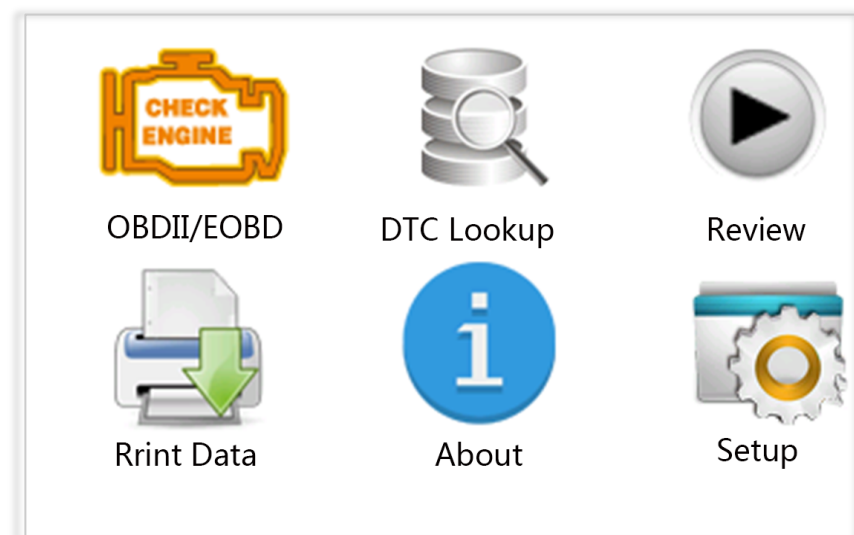 CHECK
ENGINE
OBDII/EOBD
DTC Lookup
Review
Rrint Data
About
Setup